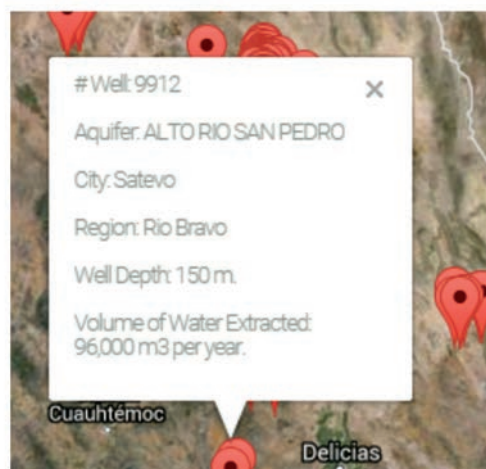 # Well: 9912
Aquifer: ALTO RIO SAN PEDRO
City: Satevo
Region: Rio Bravo
Well Depth: 150 m.
Volume of Water Extracted:
96,000 m3 per year.
Cuauhtémoc
Delicias